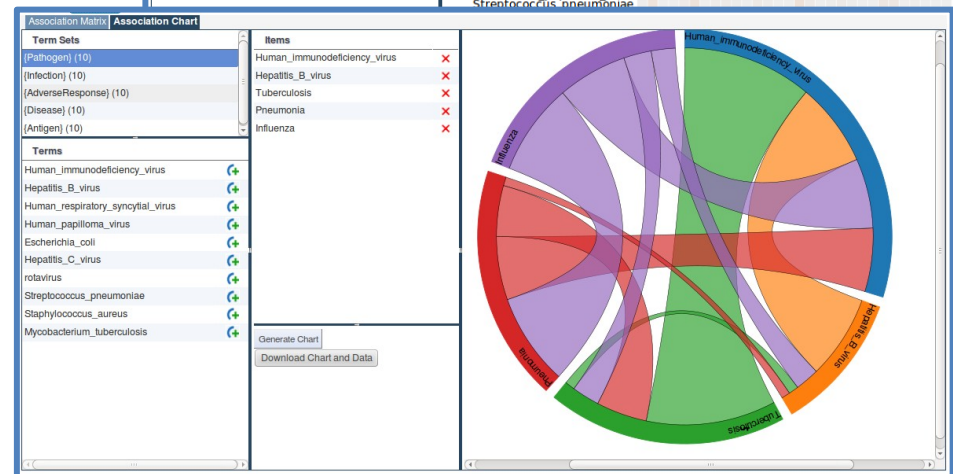 Streptococcus pneumoniae
Association Matrix Association Chart
Term Sets
{Pathogen} (10)
{Infection} (10)
{AdverseResponse} (10)
{Disease} (10)
{Antigen} (10)
Terms
Human_immunodeficiency_virus
Hepatitis_B_virus
Human_respiratory_syncytial_virus
Human_papilloma_virus
Escherichia_coli
Hepatitis_C_virus
rotavirus
Streptococcus_pneumoniae
Staphylococcus_aureus
Mycobacterium_tuberculosis
Items
Human_immunodeficiency_virus
Hepatitis_B_virus
Tuberculosis
Pneumonia
Influenza
Generate Chart
Download Chart and Data
Human_immunodeficiency_virus
Hepatitis_B_virus
Tuberculosis
Pneumonia
Influenza